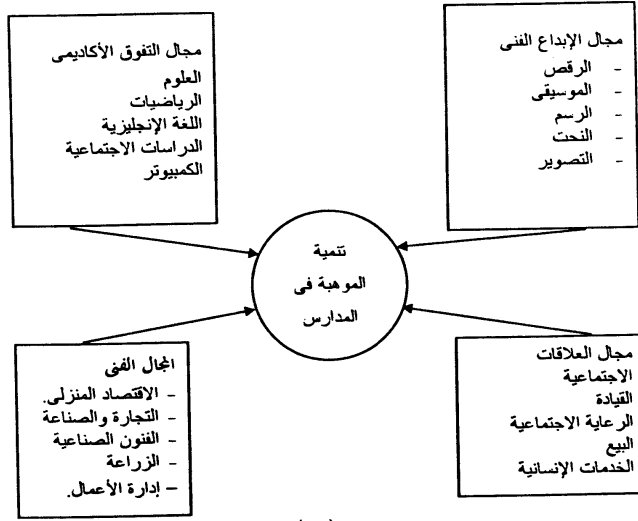 مجال الإبداع الفنى
- الرقص
- الموسيقى
- الرسم
- النحت
- التصوير
مجال التفوق الأكاديمى
العلوم
الرياضيات
اللغة الإنجليزية
الدراسات الاجتماعية
الكمبيوتر
تنمية
الموهبة فى
المدارس
مجال العلاقات
الاجتماعية
القيادة
الرعاية الاجتماعية
البيع
الخدمات الإنسانية
المجال الفنى
- الاقتصاد المنزلى.
- التجارة والصناعة
- الفنون الصناعية
- الزراعة
– إدارة الأعمال.